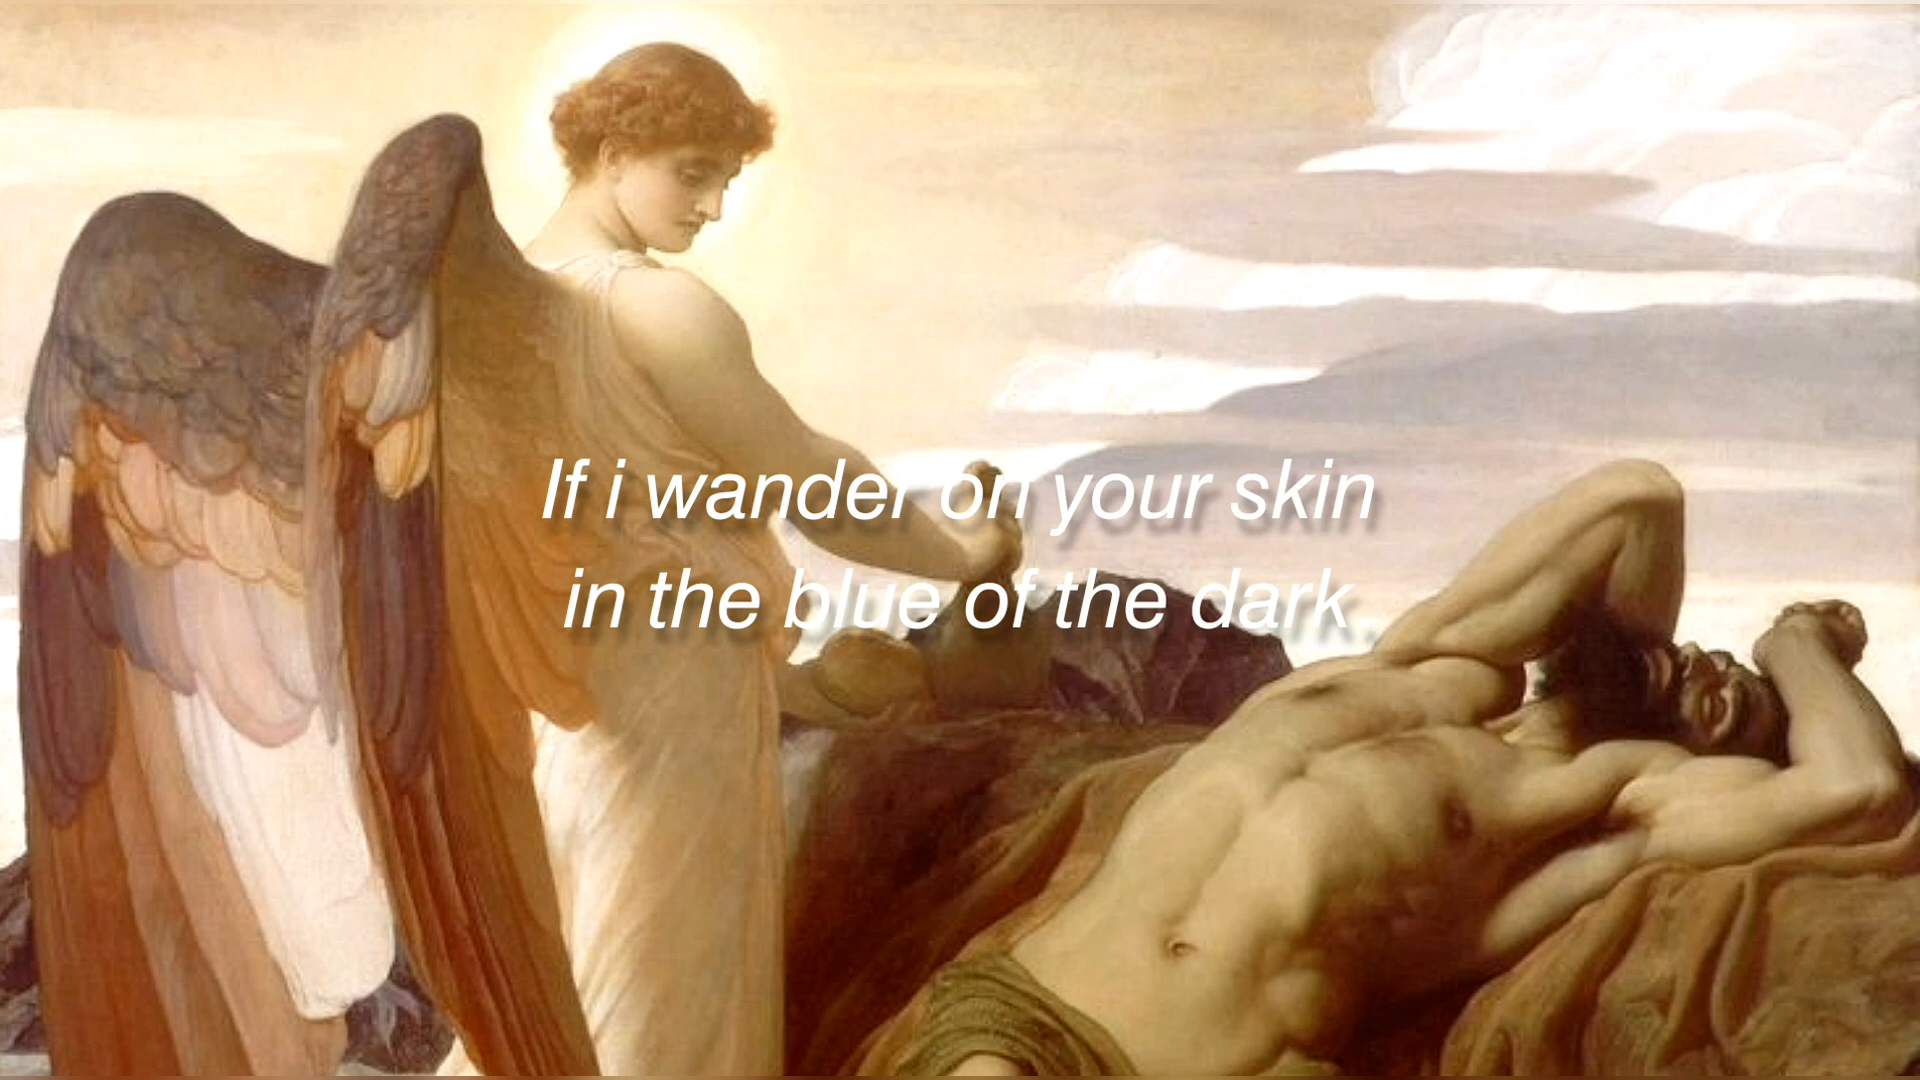 If i wander on your skin
in the blue of the dark.